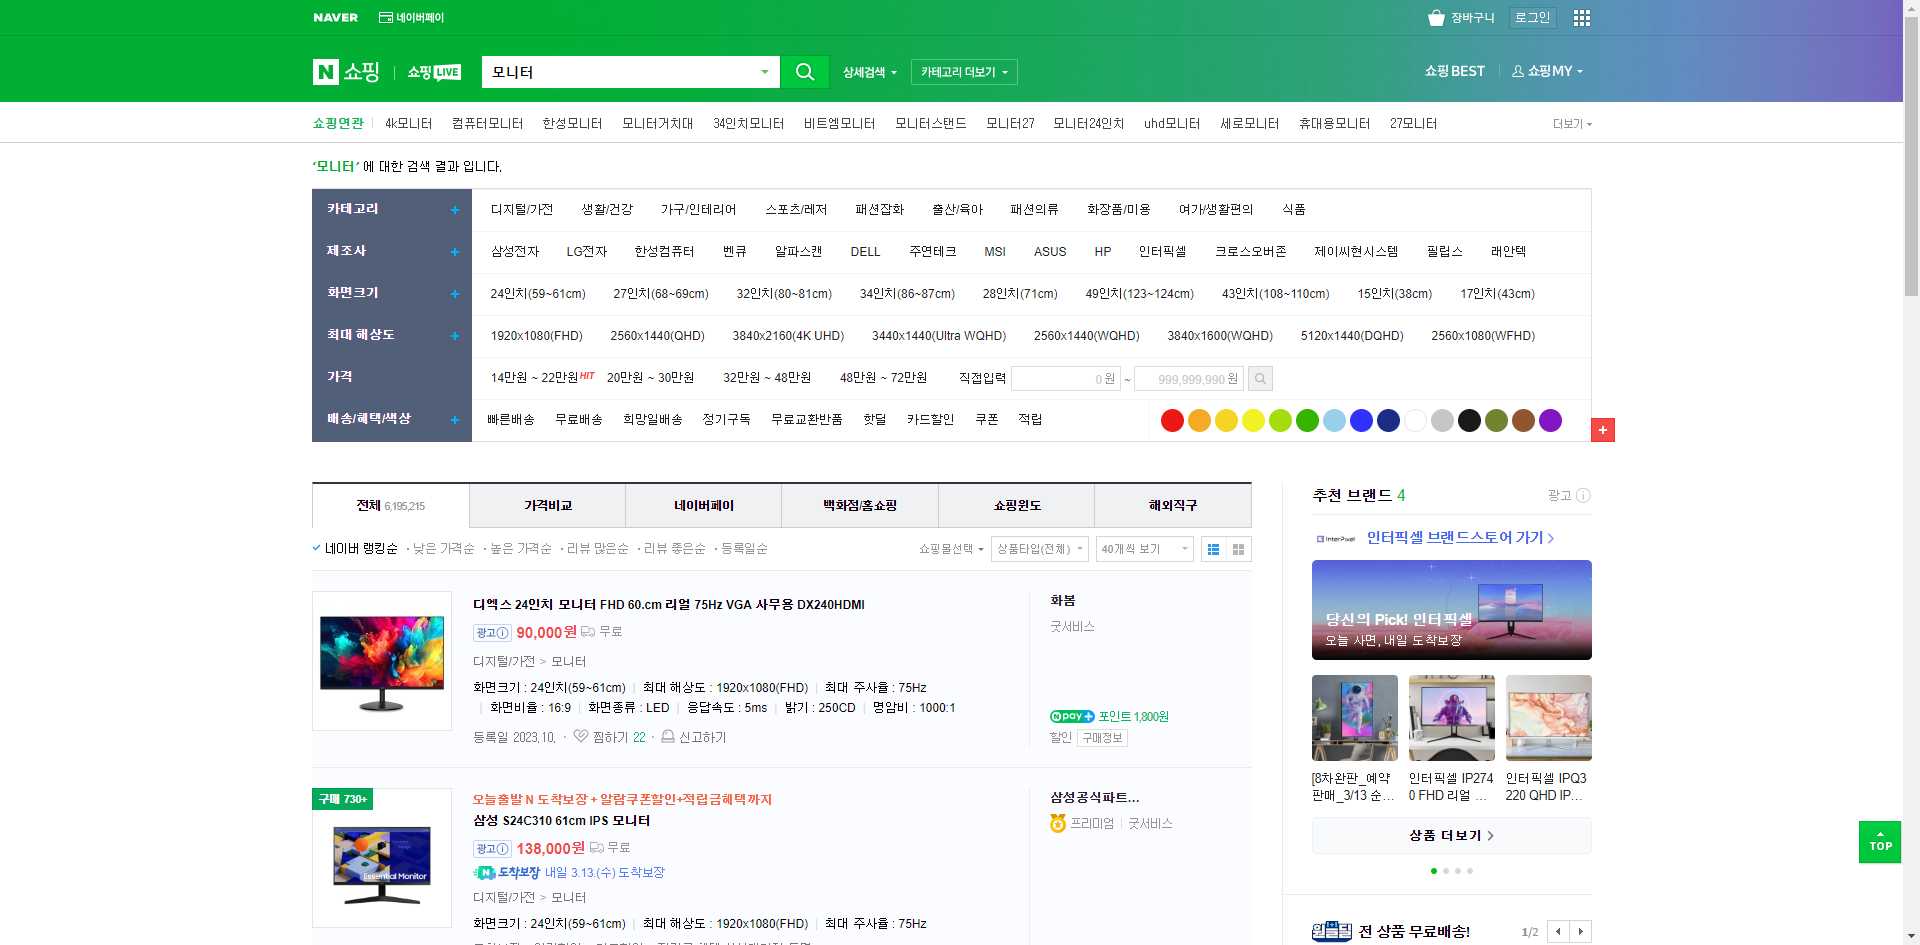 NAVER 네이버페이 장바구니 로그인
N 쇼핑 쇼핑 LIVE 모니터 상세검색 카테고리 더보기 쇼핑BEST 쇼핑MY
쇼핑연관 4k모니터 컴퓨터모니터 한성모니터 모니터거치대 34인치모니터 비트엠모니터 모니터스탠드 모니터27 모니터24인치 uhd모니터 세로모니터 휴대용모니터 27모니터 더보기
'모니터' 에 대한 검색 결과 입니다.
카테고리 + 디지털/가전 생활/건강 가구/인테리어 스포츠/레저 패션잡화 출산/육아 패션의류 화장품/미용 여가/생활편의 식품
제조사 + 삼성전자 LG전자 한성컴퓨터 벤큐 알파스캔 DELL 주연테크 MSI ASUS HP 인터픽셀 크로스오버존 제이씨현시스템 필립스 래안텍
화면크기 + 24인치(59~61cm) 27인치(68~69cm) 32인치(80~81cm) 34인치(86~87cm) 28인치(71cm) 49인치(123~124cm) 43인치(108~110cm) 15인치(38cm) 17인치(43cm)
최대 해상도 + 1920x1080(FHD) 2560x1440(QHD) 3840x2160(4K UHD) 3440x1440(Ultra WQHD) 2560x1440(WQHD) 3840x1600(WQHD) 5120x1440(DQHD) 2560x1080(WFHD)
가격 14만원 ~ 22만원HIT 20만원 ~ 30만원 32만원 ~ 48만원 48만원 ~ 72만원 직접입력 0 원 ~ 999,999,990 원
배송/혜택/색상 + 빠른배송 무료배송 희망일배송 정기구독 무료교환반품 핫딜 카드할인 쿠폰 적립
+
전체 6,195,215 가격비교 네이버페이 백화점/홈쇼핑 쇼핑윈도 해외직구
네이버 랭킹순 · 낮은 가격순 · 높은 가격순 · 리뷰 많은순 · 리뷰 좋은순 · 등록일순 쇼핑몰선택 상품타입(전체) 40개씩 보기
디엑스 24인치 모니터 FHD 60.cm 리얼 75Hz VGA 사무용 DX240HDMI
광고 90,000원 무료
디지털/가전 > 모니터
화면크기 : 24인치(59~61cm) | 최대 해상도 : 1920x1080(FHD) | 최대 주사율 : 75Hz
| 화면비율 : 16:9 | 화면종류 : LED | 응답속도 : 5ms | 밝기 : 250CD | 명암비 : 1000:1
등록일 2023.10. · 찜하기 22 · 신고하기
화봄
굿서비스
N pay+ 포인트 1,800원
할인 구매정보
구매 730+
Essential Monitor
오늘출발 N 도착보장 + 알람쿠폰할인+적립금혜택까지
삼성 S24C310 61cm IPS 모니터
광고 138,000원 무료
N 도착보장 내일 3.13.(수) 도착보장
디지털/가전 > 모니터
화면크기 : 24인치(59~61cm) | 최대 해상도 : 1920x1080(FHD) | 최대 주사율 : 75Hz
삼성공식파트...
프리미엄 | 굿서비스
추천 브랜드 4 광고
InterPixel 인터픽셀 브랜드스토어 가기 >
당신의 Pick! 인터픽셀
오늘 사면, 내일 도착보장
[8차완판_예약
판매_3/13 순...
인터픽셀 IP274
0 FHD 리얼 ...
인터픽셀 IPQ3
220 QHD IP...
상품 더보기 >
전 상품 무료배송! 1/2
TOP